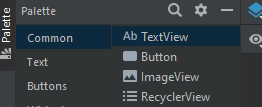 Palette
Palette
Common
Ab TextView
Text
Button
Buttons
ImageView
RecyclerView